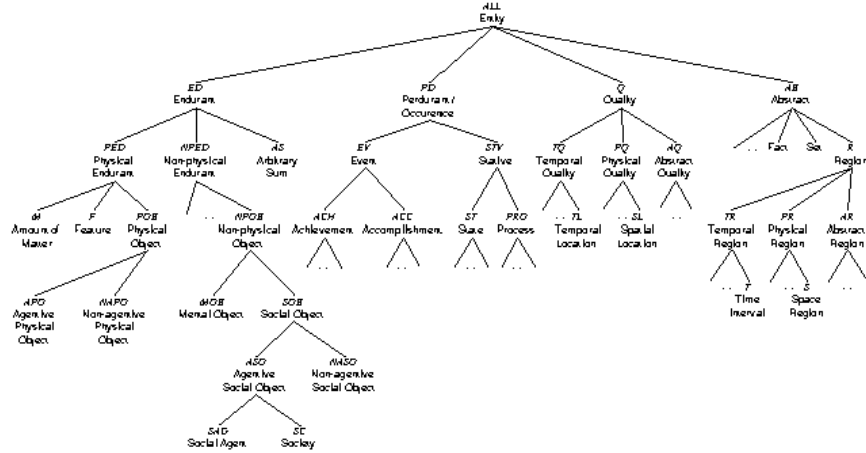 ALL
Entity
ED
Endurant
PD
Perdurant/
Occurence
Q
Quality
AB
Abstract
PED
Physical
Endurant
NPED
Non-physical
Endurant
AS
Arbitrary
Sum
EV
Event
STV
Stative
TQ
Temporal
Quality
PQ
Physical
Quality
AQ
Abstract
Quality
. . .
Fact
Set
R
Region
M
Amount of
Matter
F
Feature
POB
Physical
Object
. .
NPOB
Non-physical
Object
ACH
Achievement
ACC
Accomplishment
ST
State
PRO
Process
. . TL
Temporal
Location
. . SL
Spatial
Location
. . . .
TR
Temporal
Region
PR
Physical
Region
AR
Abstract
Region
. . . .
. . . .
. . . .
. . . .
. . T
Time
Interval
. . S
Space
Region
. . . .
APO
Agentive
Physical
Object
NAPO
Non-agentive
Physical
Object
MOB
Mental Object
SOB
Social Object
ASO
Agentive
Social Object
NASO
Non-agentive
Social Object
SAG
Social Agent
SC
Society